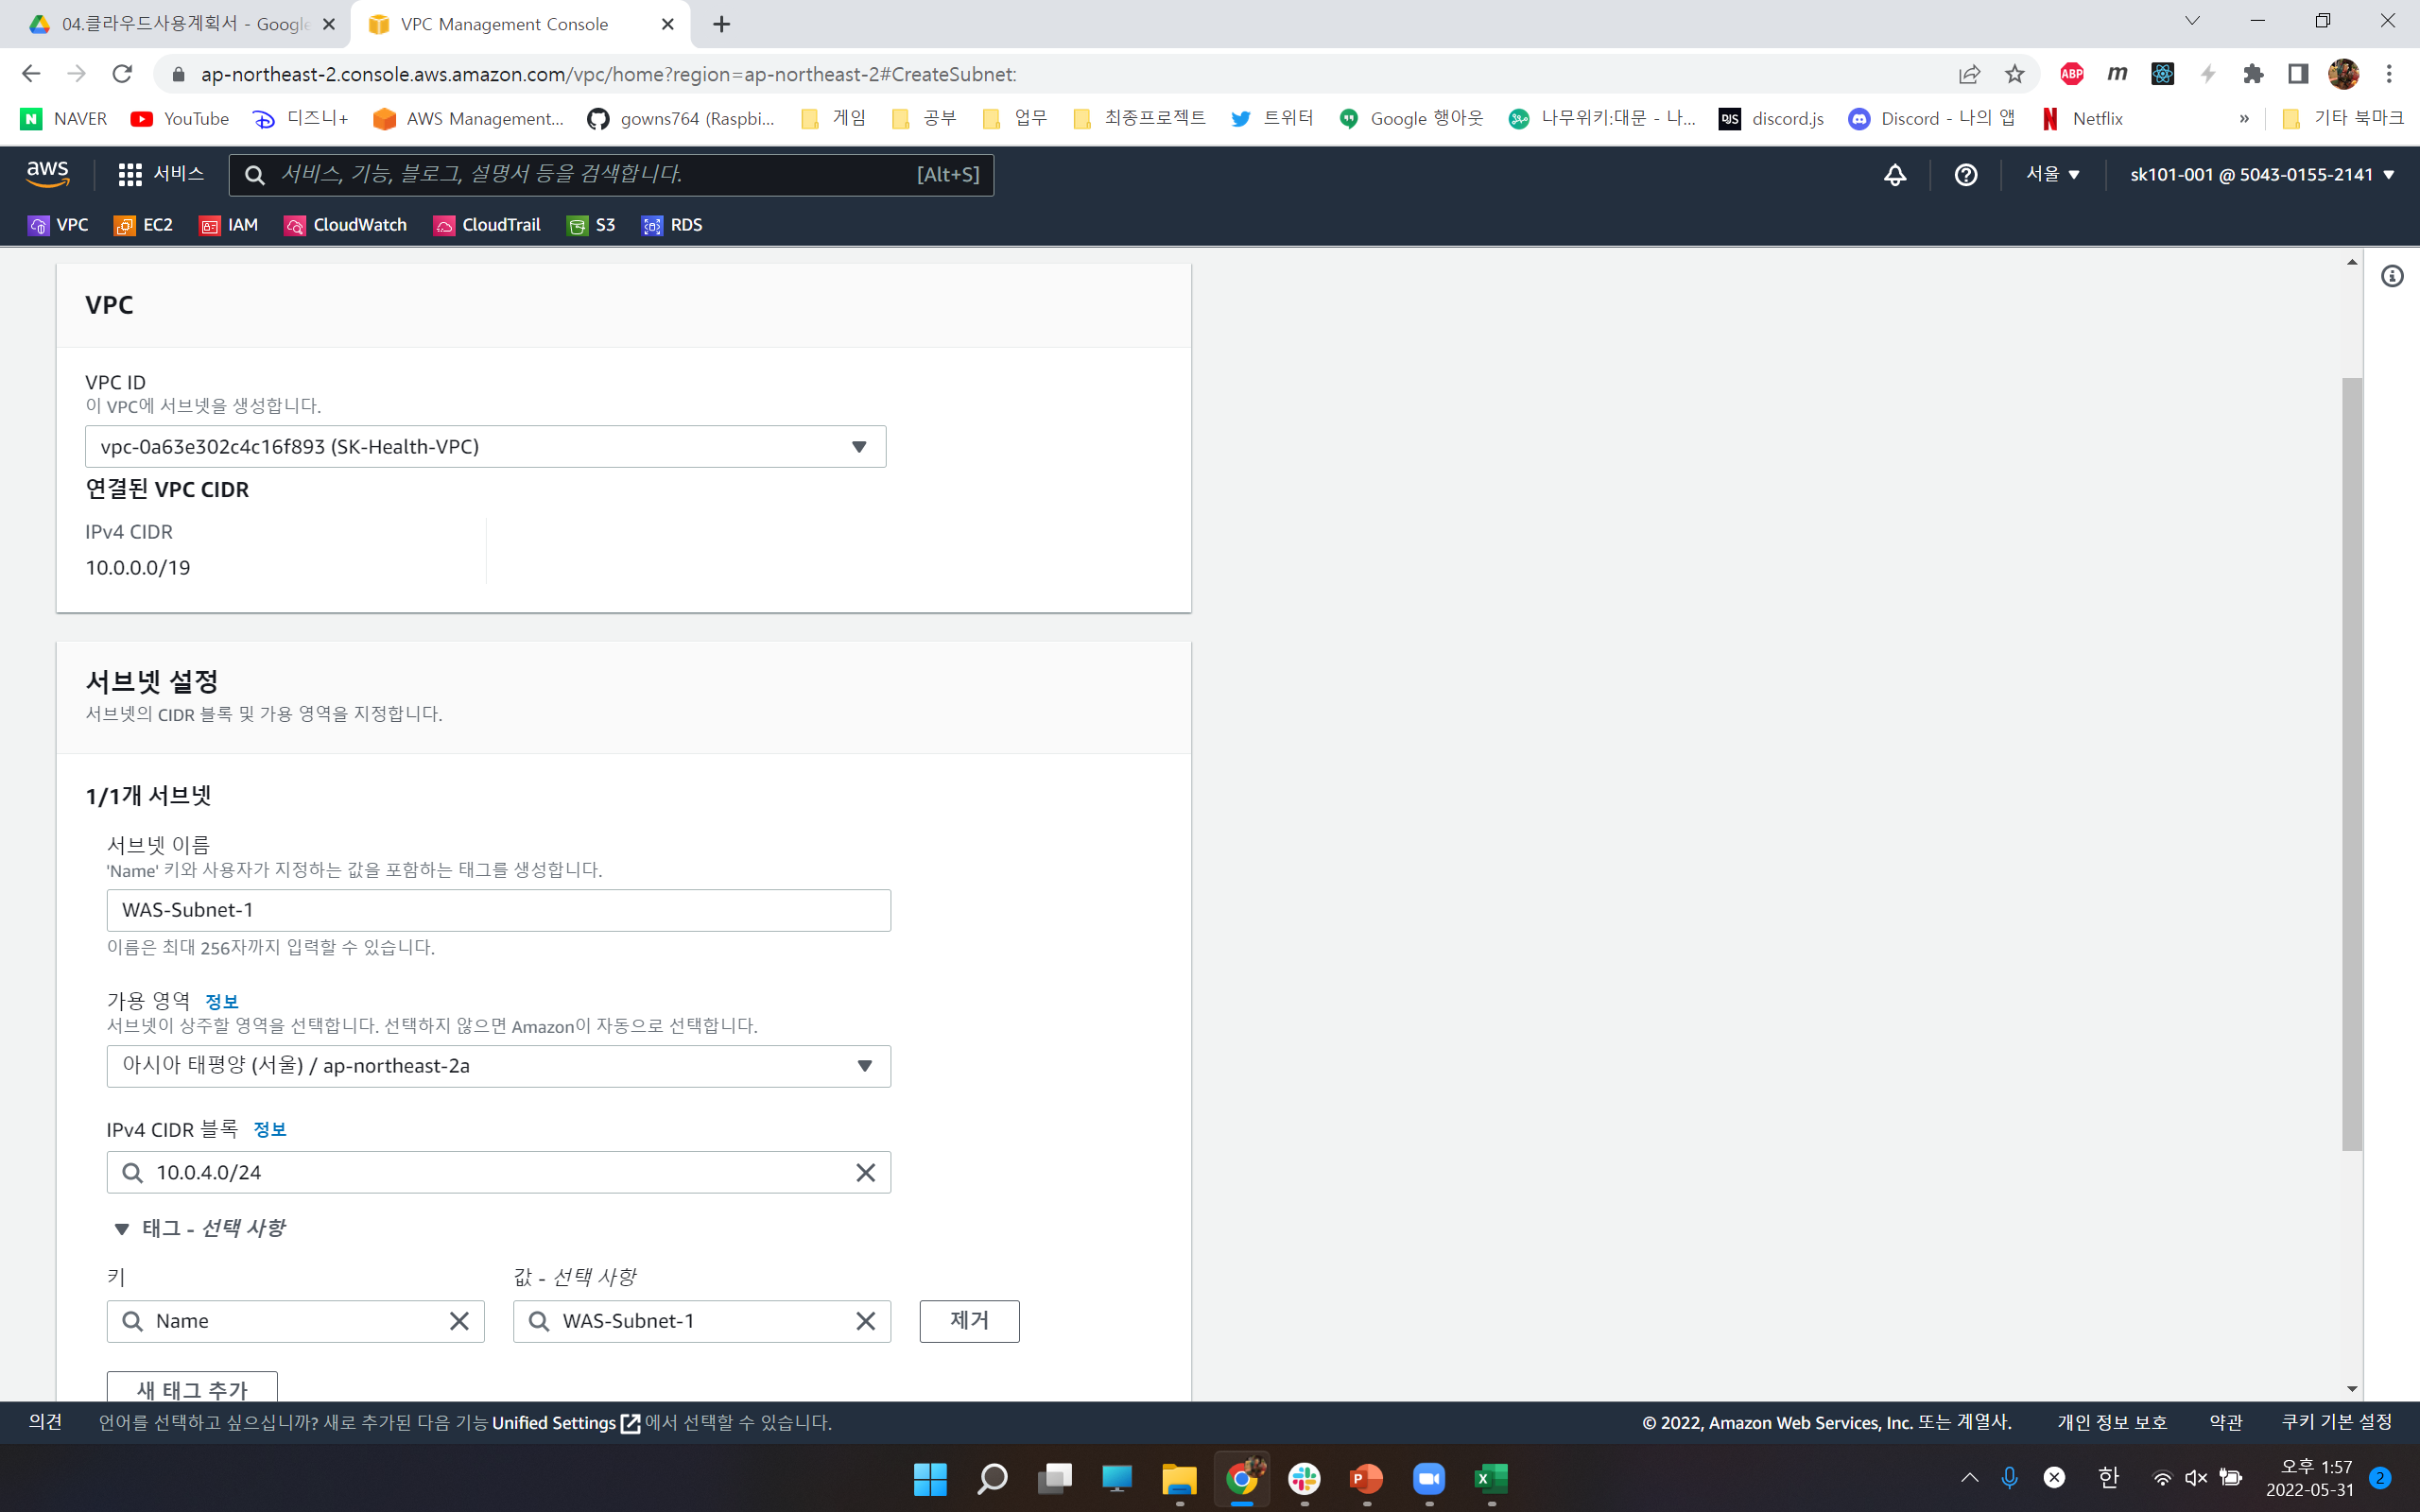 04.클라우드사용계획서 - Google
VPC Management Console
ap-northeast-2.console.aws.amazon.com/vpc/home?region=ap-northeast-2#CreateSubnet:
ABP
m
NAVER
YouTube
디즈니+
AWS Management...
gowns764 (Raspbi...
게임
공부
업무
최종프로젝트
트위터
Google 행아웃
나무위키:대문 - 나...
DJS
discord.js
Discord - 나의 앱
Netflix
»
기타 북마크
aws
서비스
서비스, 기능, 블로그, 설명서 등을 검색합니다.
[Alt+S]
서울 ▼
sk101-001 @ 5043-0155-2141 ▼
VPC
EC2
IAM
CloudWatch
CloudTrail
S3
RDS
VPC
VPC ID
이 VPC에 서브넷을 생성합니다.
vpc-0a63e302c4c16f893 (SK-Health-VPC)
연결된 VPC CIDR
IPv4 CIDR
10.0.0.0/19
서브넷 설정
서브넷의 CIDR 블록 및 가용 영역을 지정합니다.
1/1개 서브넷
서브넷 이름
'Name' 키와 사용자가 지정하는 값을 포함하는 태그를 생성합니다.
WAS-Subnet-1
이름은 최대 256자까지 입력할 수 있습니다.
가용 영역 정보
서브넷이 상주할 영역을 선택합니다. 선택하지 않으면 Amazon이 자동으로 선택합니다.
아시아 태평양 (서울) / ap-northeast-2a
IPv4 CIDR 블록 정보
10.0.4.0/24
태그 - 선택 사항
키
값 - 선택 사항
Name
WAS-Subnet-1
제거
새 태그 추가
의견
언어를 선택하고 싶으십니까? 새로 추가된 다음 기능 Unified Settings 에서 선택할 수 있습니다.
© 2022, Amazon Web Services, Inc. 또는 계열사.
개인 정보 보호
약관
쿠키 기본 설정
한
오후 1:57
2022-05-31
2